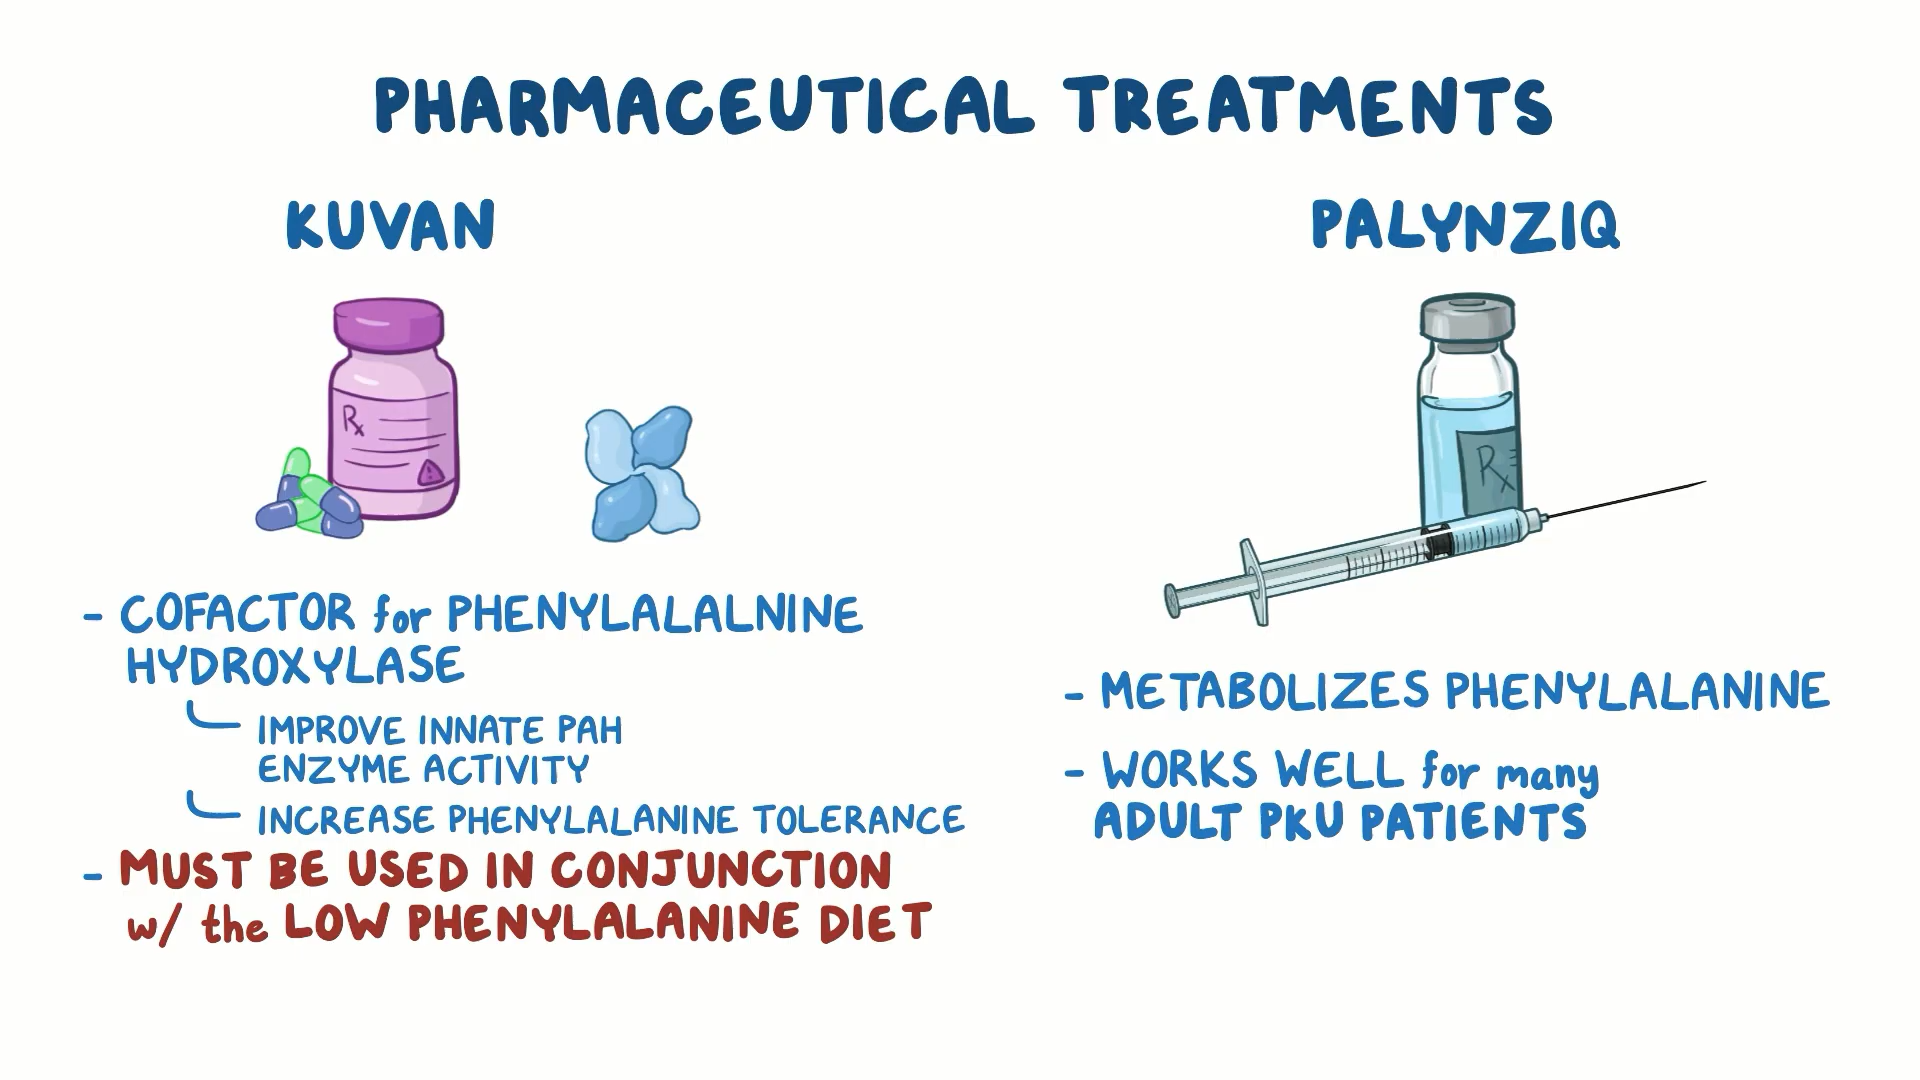 PHARMACEUTICAL TREATMENTS
KUVAN
Rx
- COFACTOR for PHENYLALALNINE
HYDROXYLASE
IMPROVE INNATE PAH
ENZYME ACTIVITY
INCREASE PHENYLALANINE TOLERANCE
- MUST BE USED IN CONJUNCTION
w/ the LOW PHENYLALANINE DIET
PALYNZIQ
Rx
- METABOLIZES PHENYLALANINE
- WORKS WELL for many
ADULT PKU PATIENTS